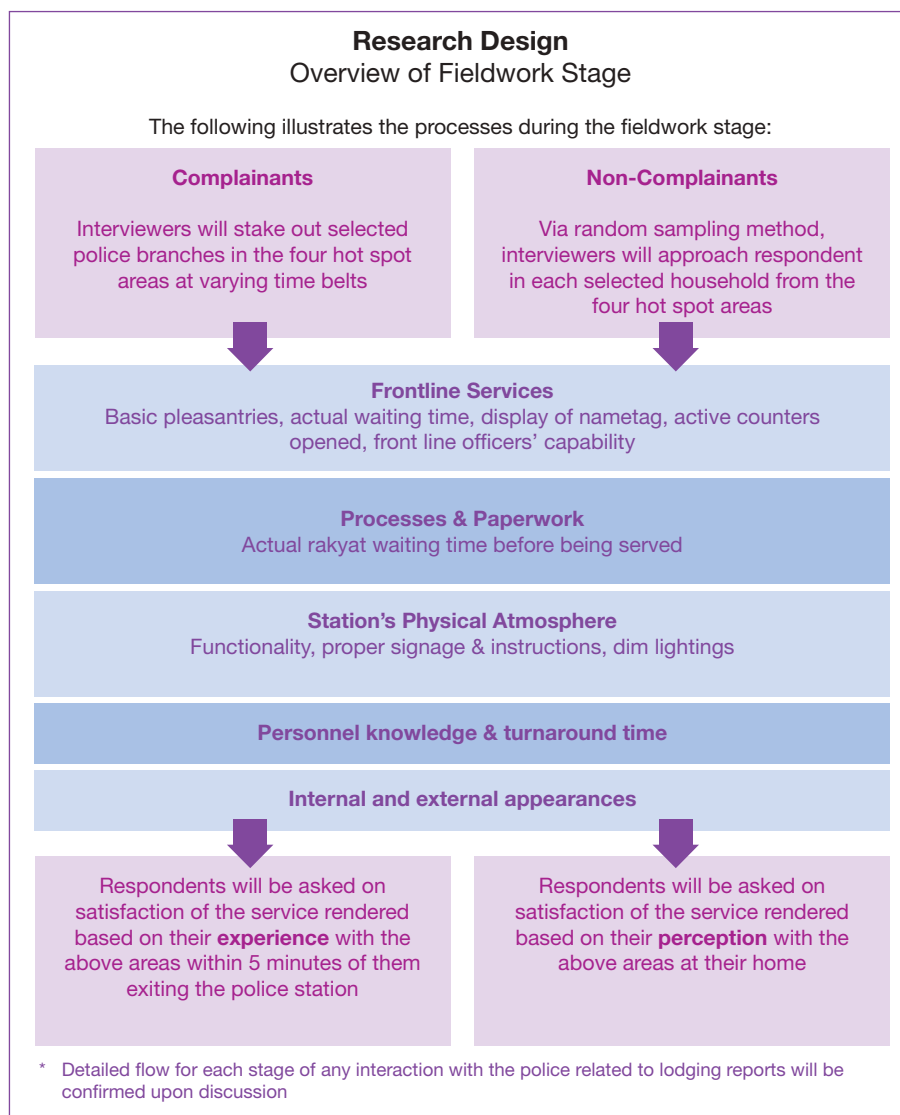 Research Design
Overview of Fieldwork Stage
The following illustrates the processes during the fieldwork stage:
Complainants
Interviewers will stake out selected
police branches in the four hot spot
areas at varying time belts
Non-Complainants
Via random sampling method,
interviewers will approach respondent
in each selected household from the
four hot spot areas
Frontline Services
Basic pleasantries, actual waiting time, display of nametag, active counters
opened, front line officers’ capability
Processes & Paperwork
Actual rakyat waiting time before being served
Station’s Physical Atmosphere
Functionality, proper signage & instructions, dim lightings
Personnel knowledge & turnaround time
Internal and external appearances
Respondents will be asked on
satisfaction of the service rendered
based on their experience with the
above areas within 5 minutes of them
exiting the police station
Respondents will be asked on
satisfaction of the service rendered
based on their perception with the
above areas at their home
* Detailed flow for each stage of any interaction with the police related to lodging reports will be
confirmed upon discussion